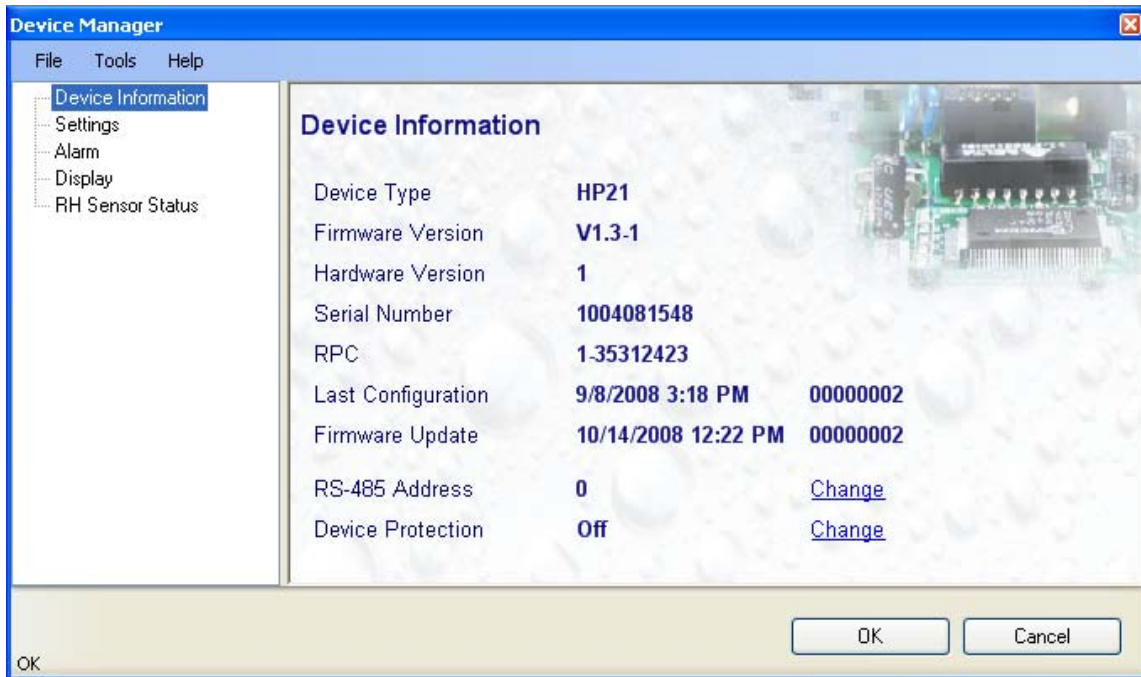 Device Manager
File Tools Help
Device Information
Settings
Alarm
Display
RH Sensor Status
Device Information
Device Type HP21
Firmware Version V1.3-1
Hardware Version 1
Serial Number 1004081548
RPC 1-35312423
Last Configuration 9/8/2008 3:18 PM 00000002
Firmware Update 10/14/2008 12:22 PM 00000002
RS-485 Address 0 Change
Device Protection Off Change
OK Cancel
OK